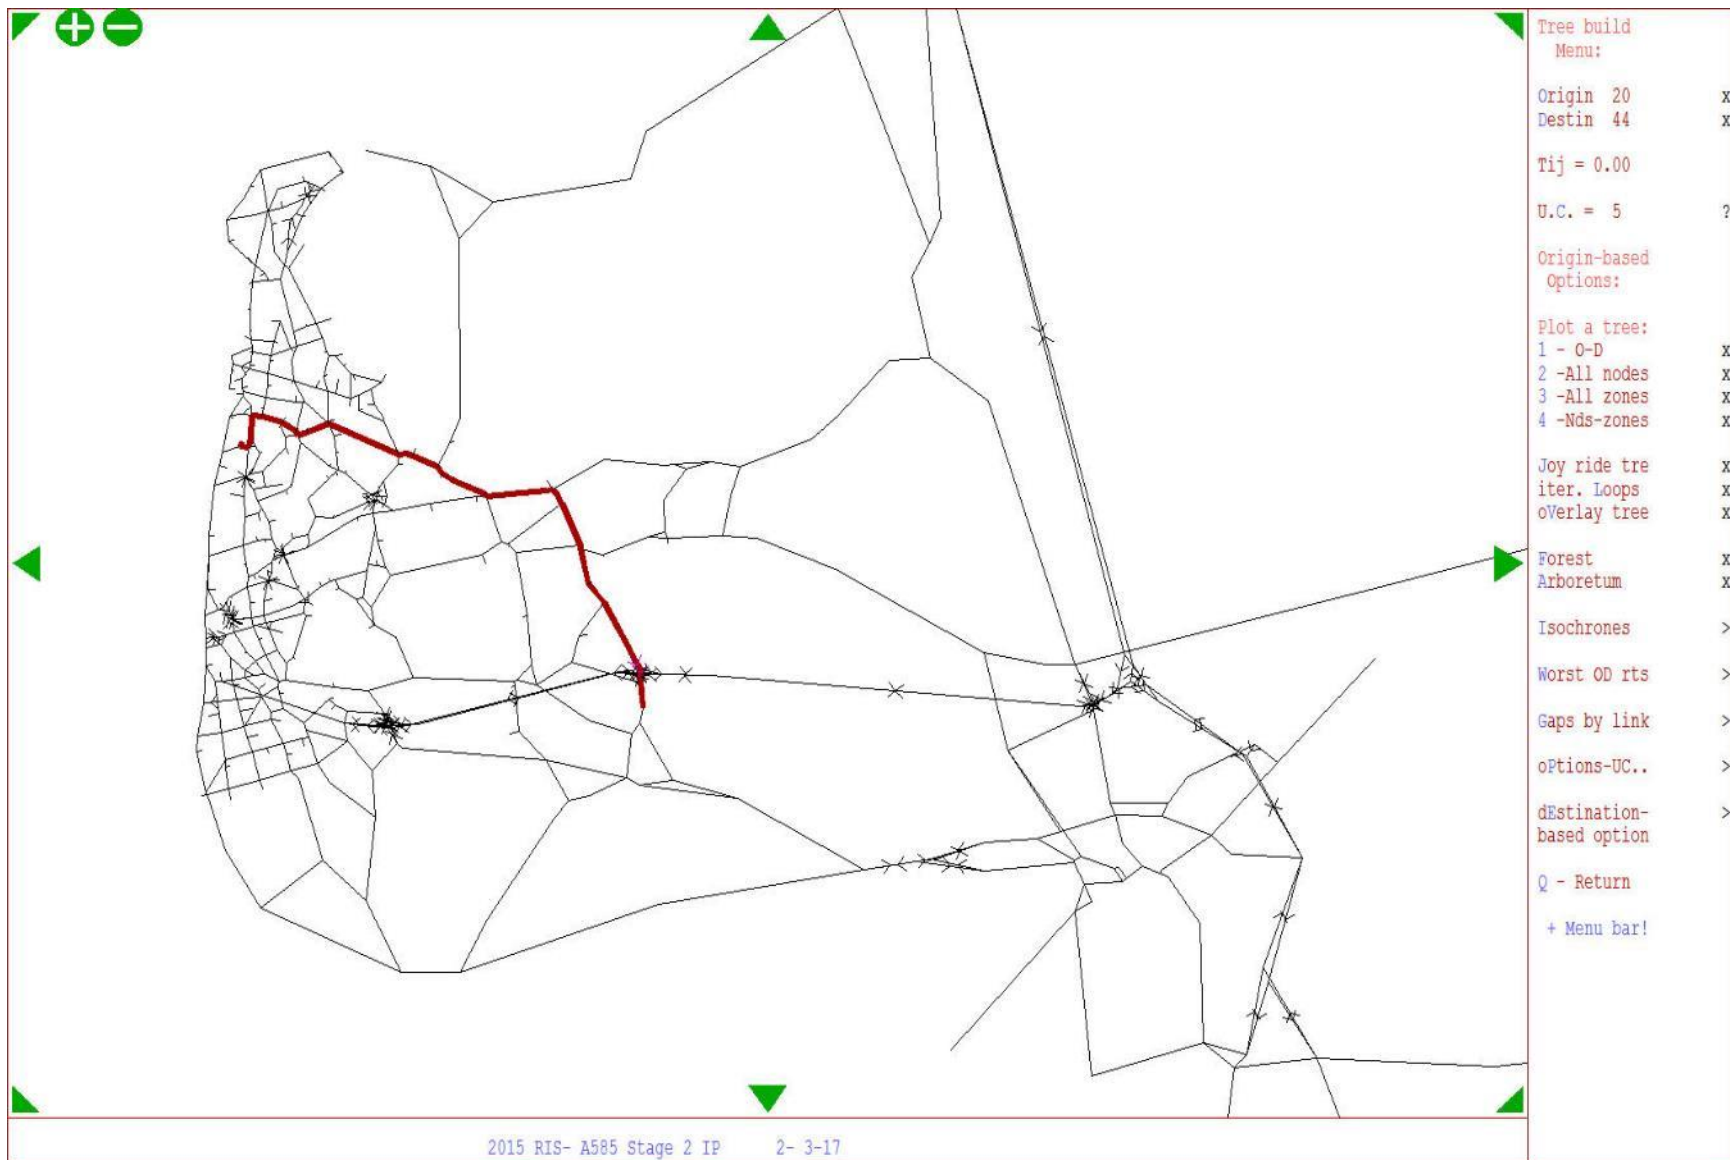 Tree build
Menu:
Origin 20 x
Destin 44 x
Tij = 0.00
U.C. = 5 ?
Origin-based
Options:
Plot a tree:
1 - O-D x
2 -All nodes x
3 -All zones x
4 -Nds-zones x
Joy ride tre x
iter. Loops x
oVerlay tree x
Forest x
Arboretum x
Isochrones >
Worst OD rts >
Gaps by link >
oPtions-UC.. >
dEstination- >
based option
Q - Return
+ Menu bar!
2015 RIS- A585 Stage 2 IP 2- 3-17